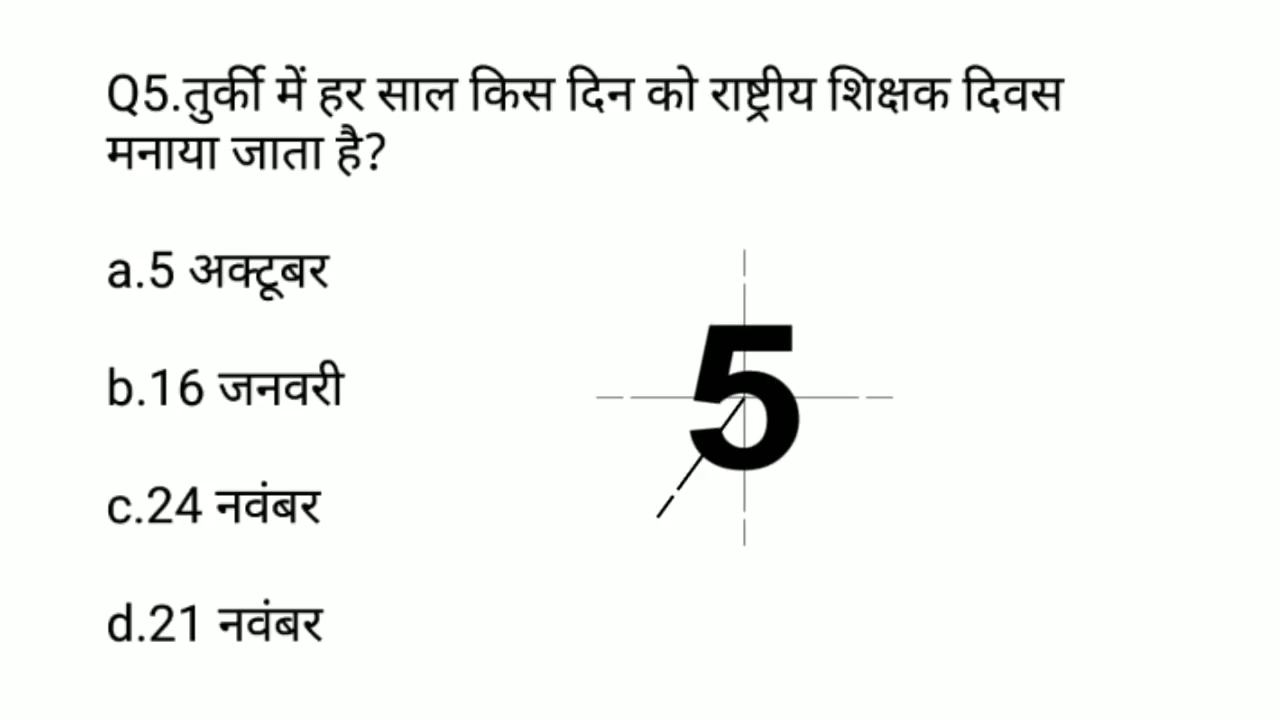 Q5.तुर्की में हर साल किस दिन को राष्ट्रीय शिक्षक दिवस
मनाया जाता है?
a.5 अक्टूबर
5
b.16 जनवरी
c.24 नवंबर
d.21 नवंबर